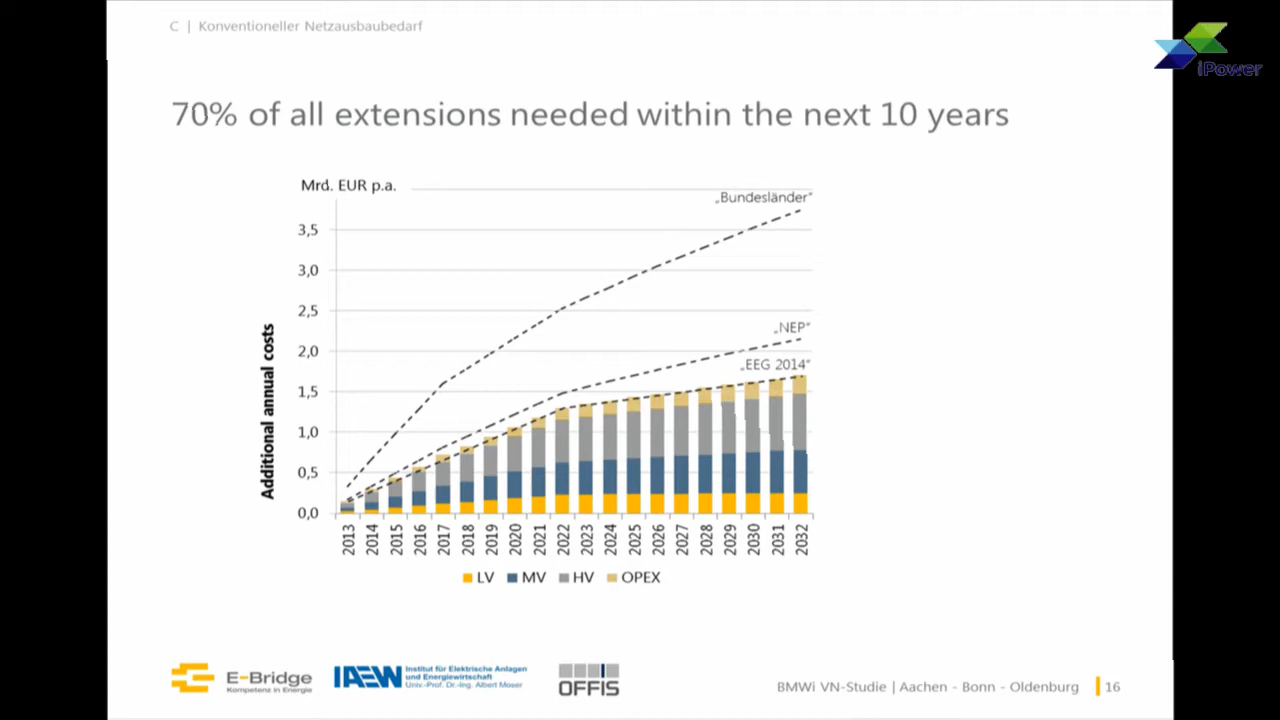 C | Konventioneller Netzausbaubedarf
iPower
70% of all extensions needed within the next 10 years
Mrd. EUR p.a.
„Bundesländer“
3,5
3,0
2,5
„NEP“
2,0
„EEG 2014“
1,5
1,0
0,5
0,0
Additional annual costs
2013 2014 2015 2016 2017 2018 2019 2020 2021 2022 2023 2024 2025 2026 2027 2028 2029 2030 2031 2032
LV MV HV OPEX
E-Bridge
Kompetenz in Energie
IAEW
Institut für Elektrische Anlagen
und Energiewirtschaft
Univ.-Prof. Dr.-Ing. Albert Moser
OFFIS
BMWi VN-Studie | Aachen - Bonn - Oldenburg
16